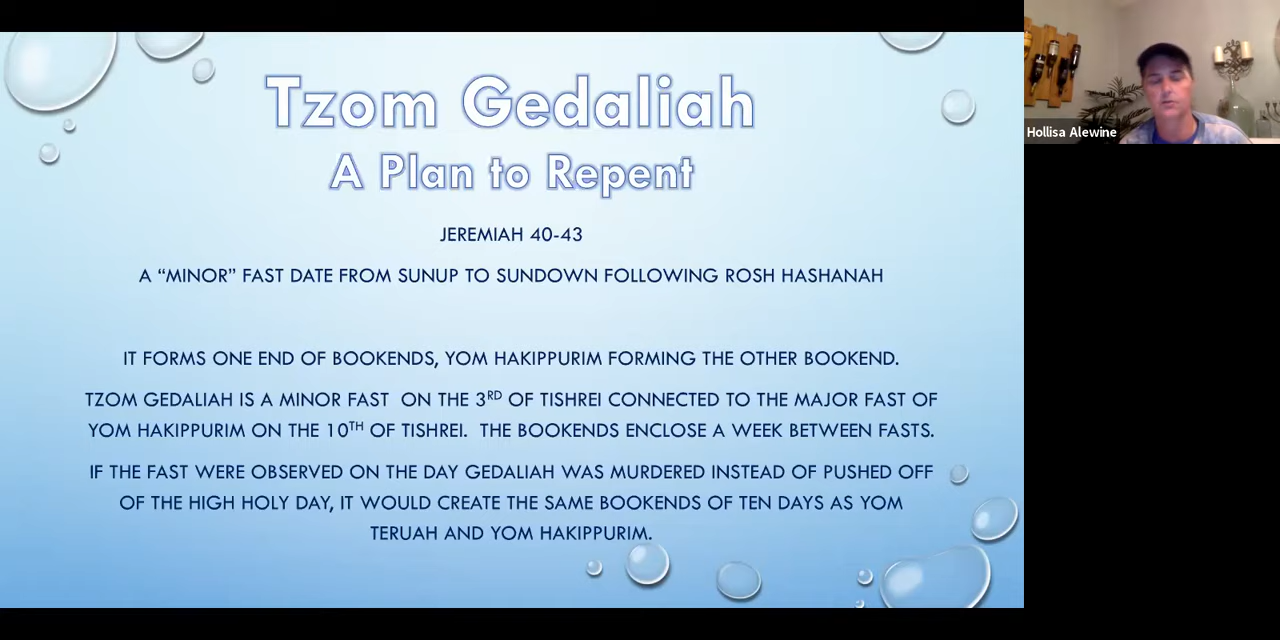 Tzom Gedaliah
A Plan to Repent
JEREMIAH 40-43
A “MINOR” FAST DATE FROM SUNUP TO SUNDOWN FOLLOWING ROSH HASHANAH
IT FORMS ONE END OF BOOKENDS, YOM HAKIPPURIM FORMING THE OTHER BOOKEND.
TZOM GEDALIAH IS A MINOR FAST ON THE 3RD OF TISHREI CONNECTED TO THE MAJOR FAST OF
YOM HAKIPPURIM ON THE 10TH OF TISHREI. THE BOOKENDS ENCLOSE A WEEK BETWEEN FASTS.
IF THE FAST WERE OBSERVED ON THE DAY GEDALIAH WAS MURDERED INSTEAD OF PUSHED OFF
OF THE HIGH HOLY DAY, IT WOULD CREATE THE SAME BOOKENDS OF TEN DAYS AS YOM
TERUAH AND YOM HAKIPPURIM.
Hollisa Alewine